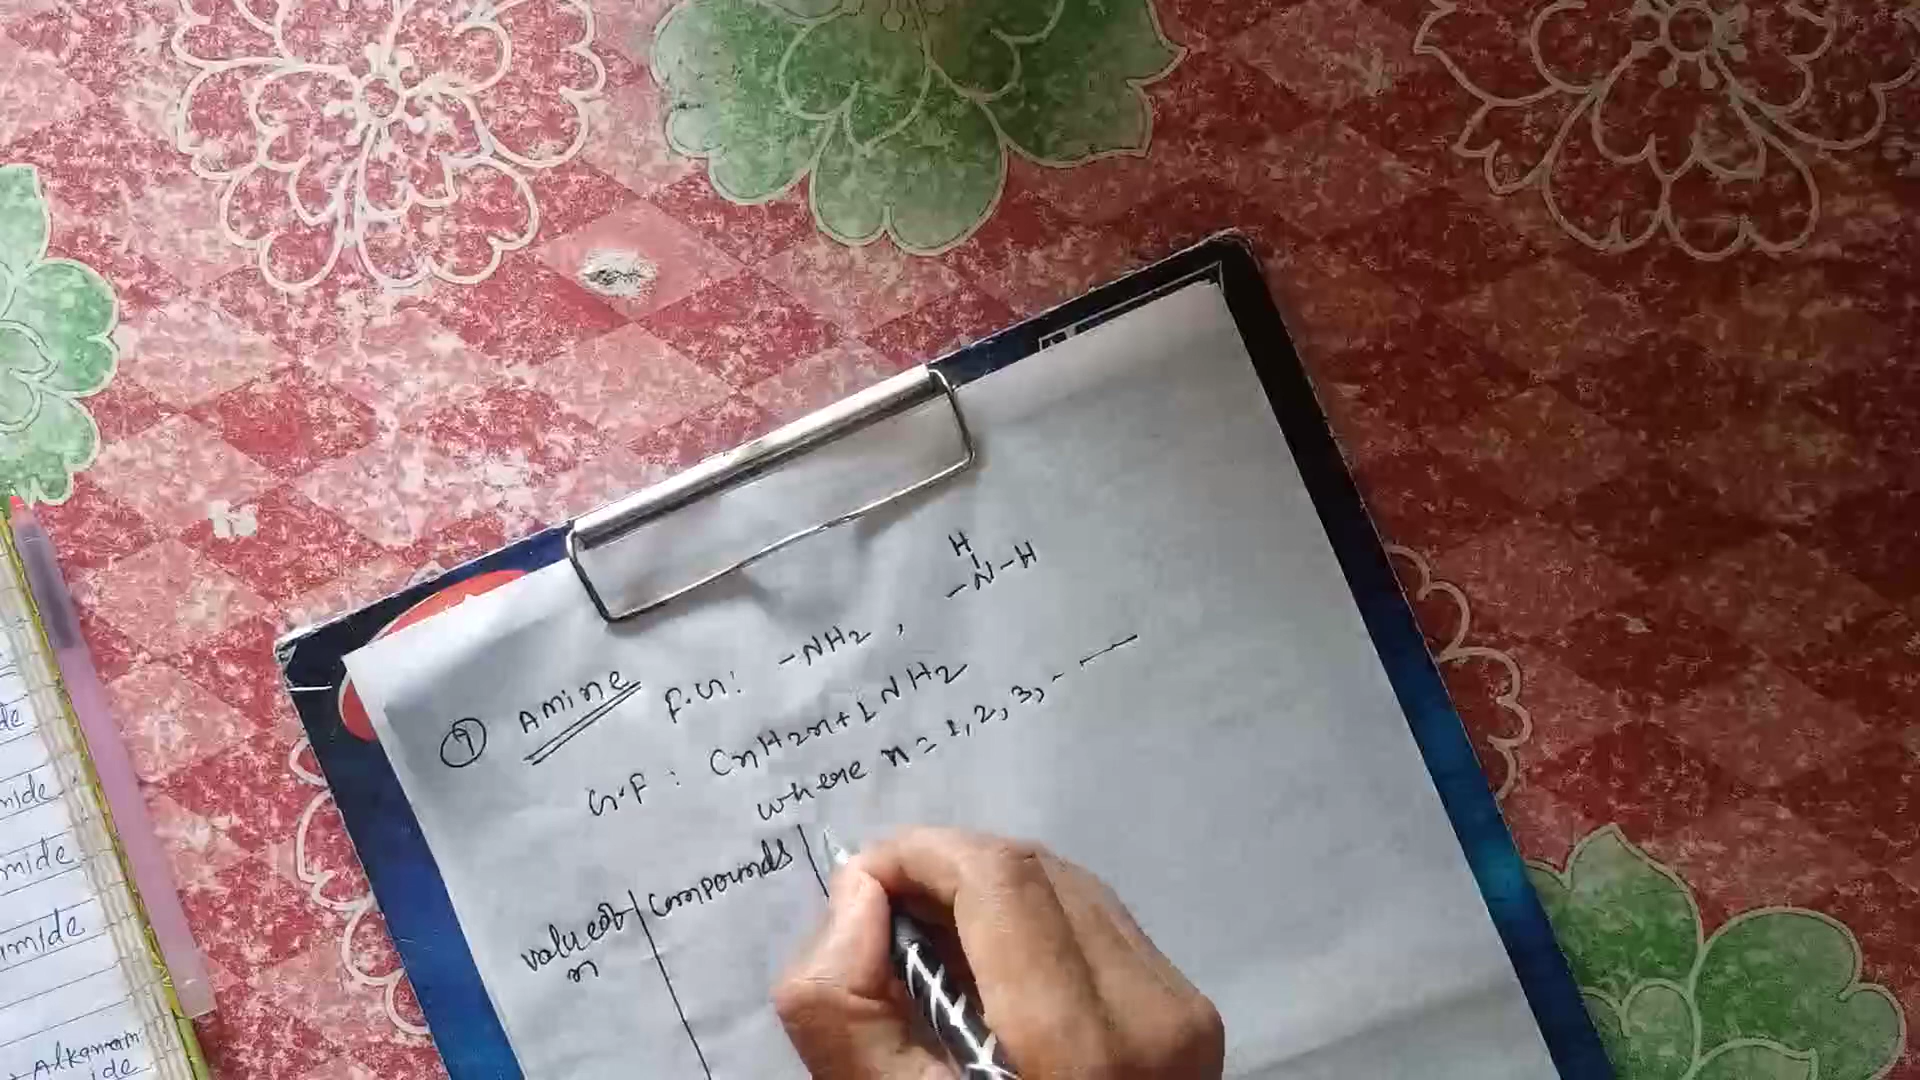 ⑨ Amine
F.G: -NH2,
H
|
-N-H
G.F: CnH2n+1NH2
where n = 1,2,3,- —
value of | compounds |
n
de
mide
mide
mide
Alkanam
ide